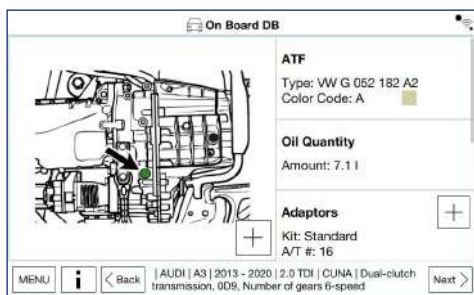 On Board DB
ATF
Type: VW G 052 182 A2
Color Code: A
Oil Quantity
Amount: 7.1 l
Adaptors
Kit: Standard
A/T #: 16
+
+
MENU
i
< Back
| AUDI | A3 | 2013 - 2020 | 2.0 TDI | CUNA | Dual-clutch
transmission, 0D9, Number of gears 6-speed
Next >